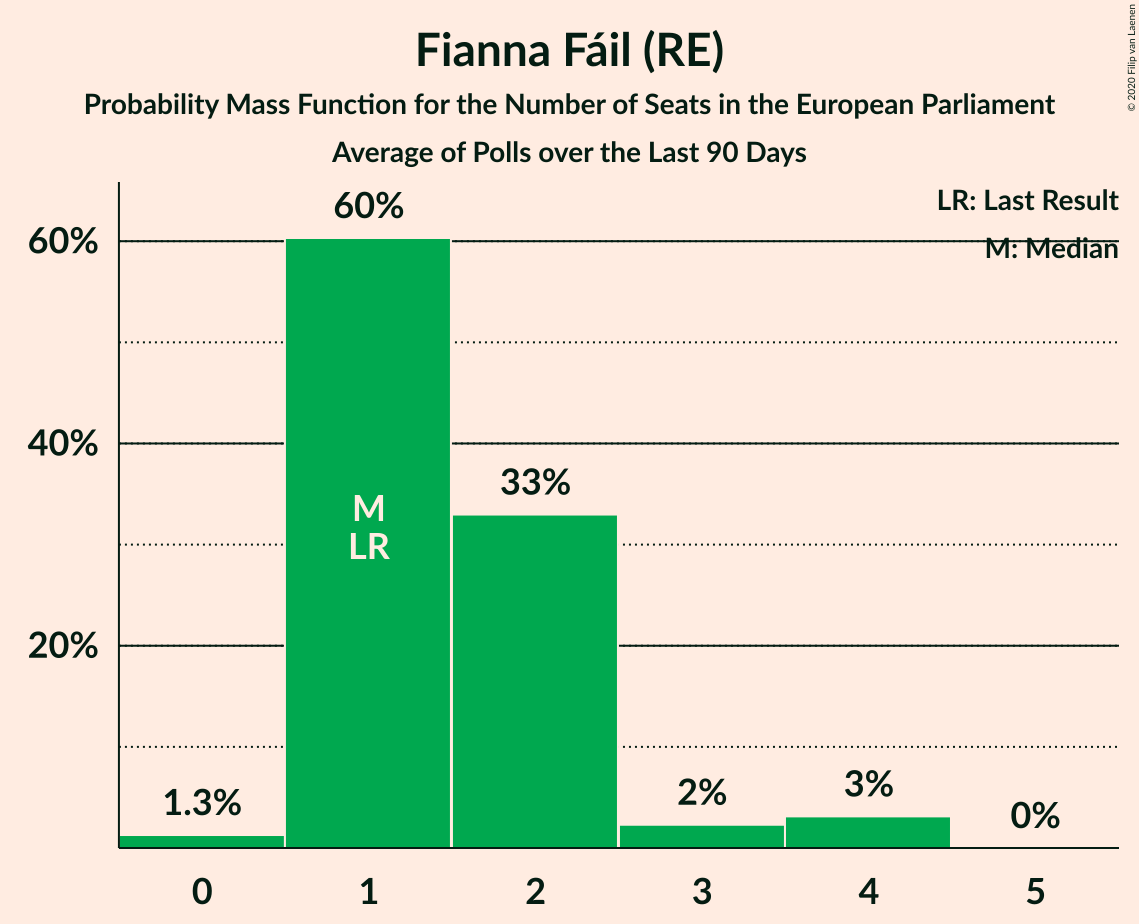 Fianna Fáil (RE)
Probability Mass Function for the Number of Seats in the European Parliament
Average of Polls over the Last 90 Days
© 2020 Filip van Laenen
LR: Last Result
M: Median
60%
40%
20%
1.3%
60%
M
LR
33%
2%
3%
0%
0 1 2 3 4 5